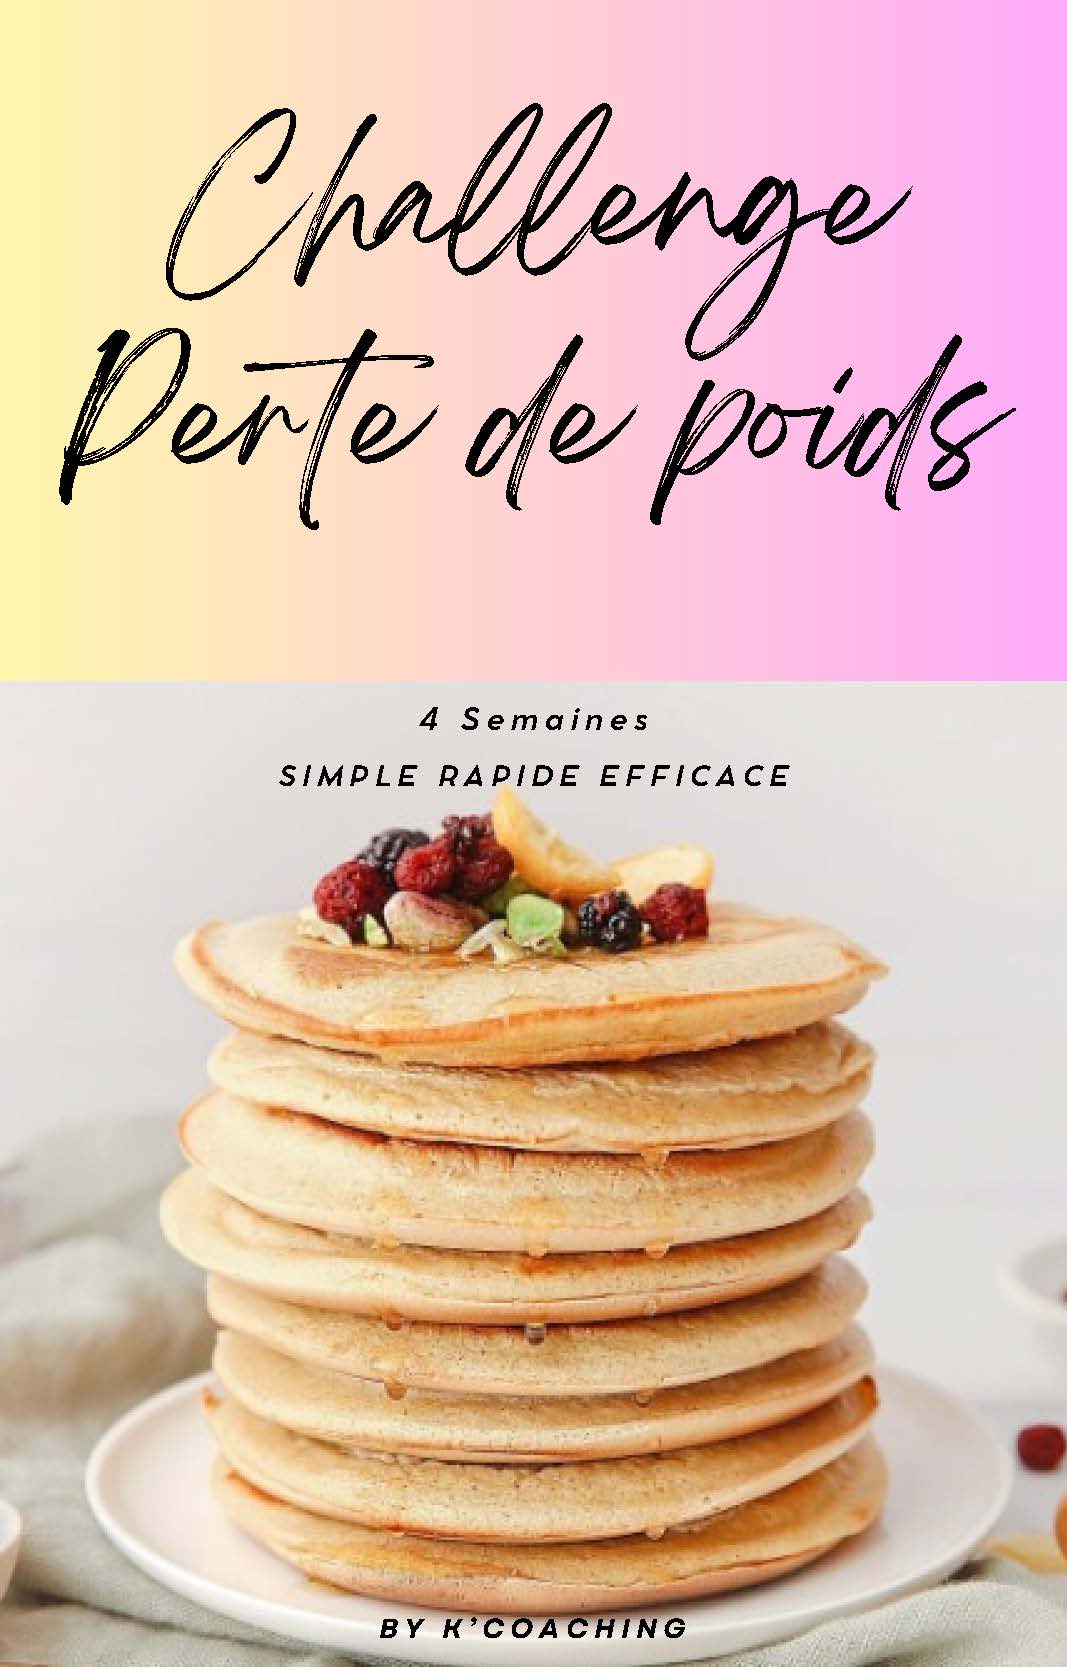 Challenge
Perte de poids
4 Semaines
SIMPLE RAPIDE EFFICACE
BY K'COACHING